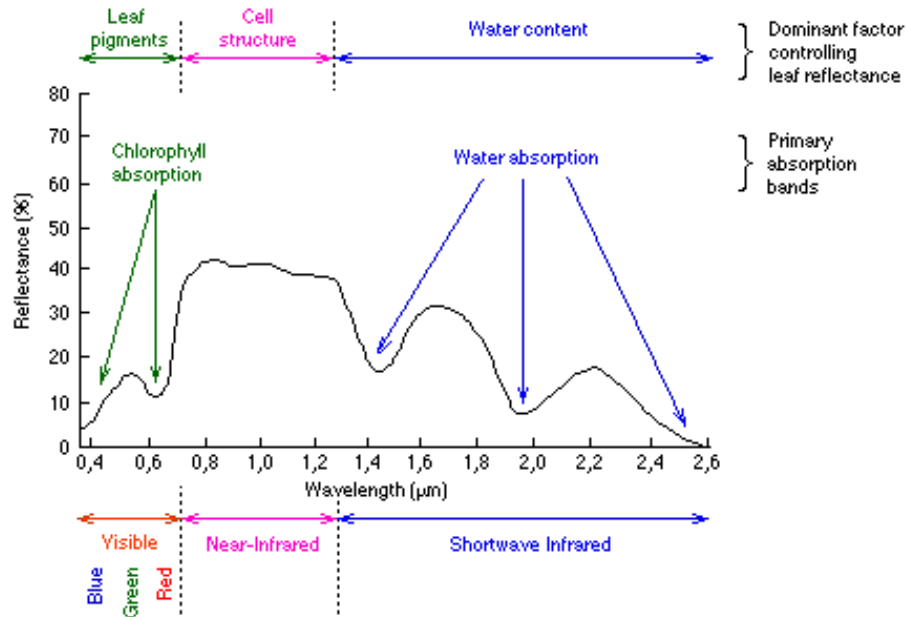 Leaf
pigments
Cell
structure
Water content
Dominant factor
controlling
leaf reflectance
80
70
60
50
40
30
20
10
0
Reflectance (%)
Chlorophyll
absorption
Water absorption
Primary
absorption
bands
0,4 0,6 0,8 1,0 1,2 1,4 1,6 1,8 2,0 2,2 2,4 2,6
Wavelength (µm)
Visible
Near-Infrared
Shortwave Infrared
Blue
Green
Red